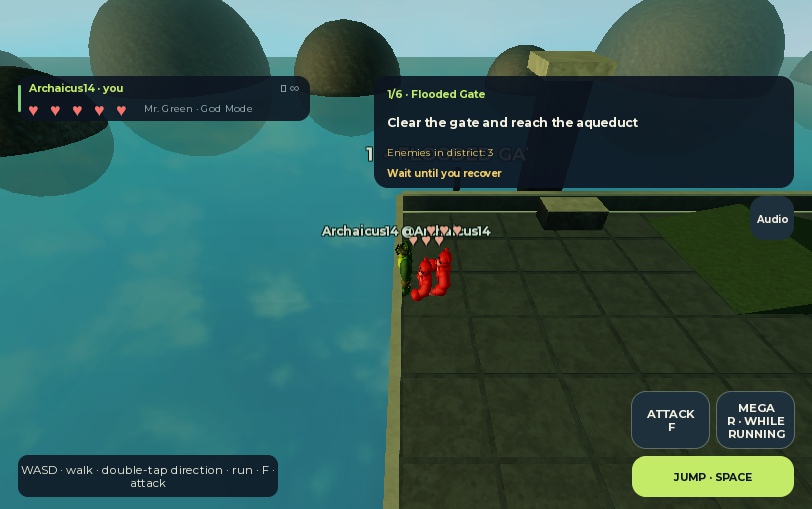 Archaicus14 · you
∞
Mr. Green · God Mode
1/6 · Flooded Gate
Clear the gate and reach the aqueduct
Enemies in district: 3
Wait until you recover
Audio
Archaicus14 @Archaicus14
ATTACK
F
MEGA
R · WHILE
RUNNING
JUMP · SPACE
WASD · walk · double-tap direction · run · F ·
attack